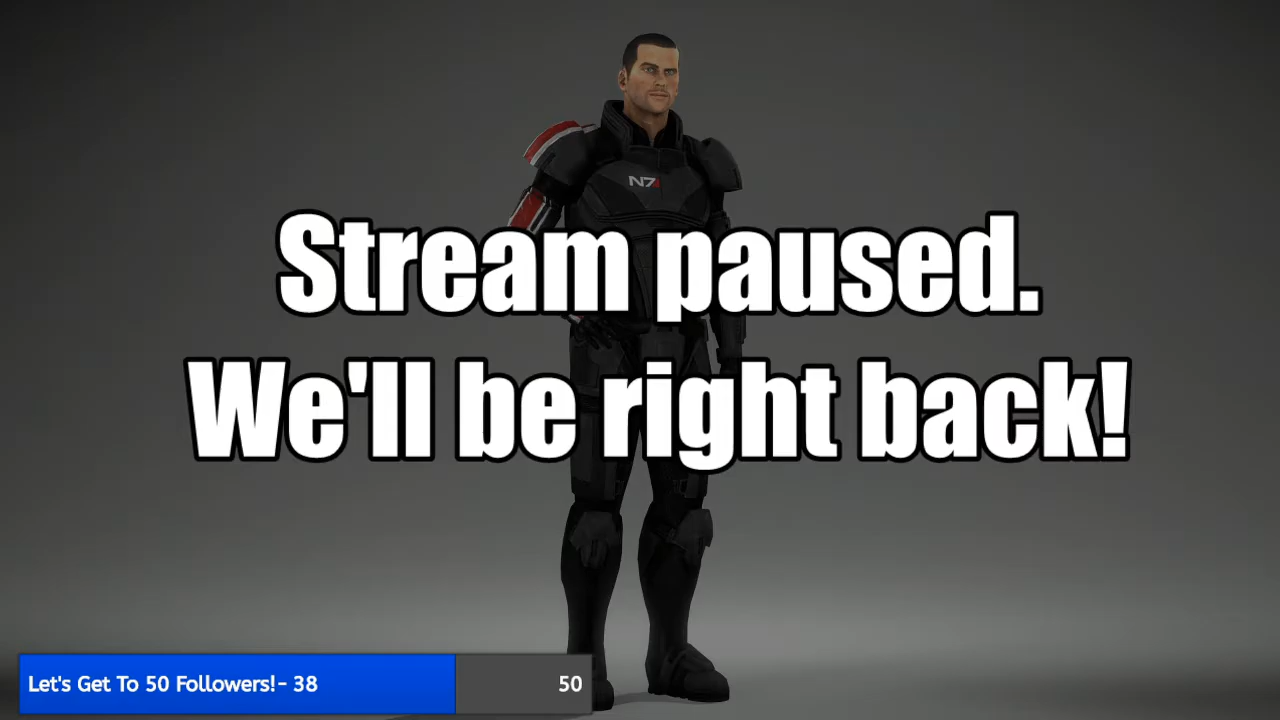 N7
Stream paused.
We'll be right back!
Let's Get To 50 Followers!- 38
50